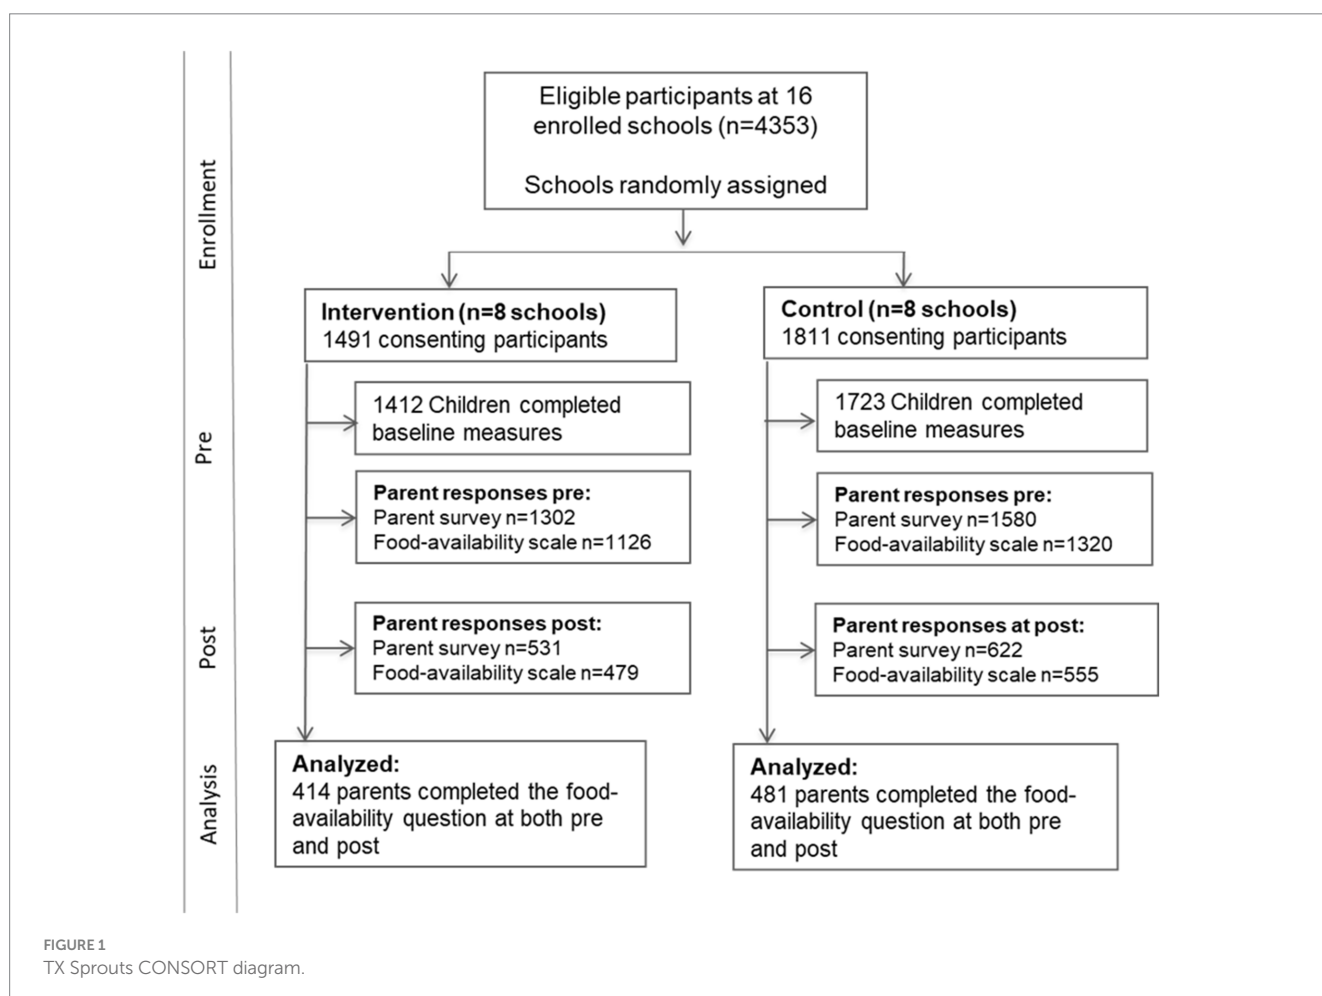 Eligible participants at 16
enrolled schools (n=4353)
Schools randomly assigned
Enrollment
Intervention (n=8 schools)
1491 consenting participants
Control (n=8 schools)
1811 consenting participants
Pre
1412 Children completed
baseline measures
1723 Children completed
baseline measures
Parent responses pre:
Parent survey n=1302
Food-availability scale n=1126
Parent responses pre:
Parent survey n=1580
Food-availability scale n=1320
Post
Parent responses post:
Parent survey n=531
Food-availability scale n=479
Parent responses at post:
Parent survey n=622
Food-availability scale n=555
Analysis
Analyzed:
414 parents completed the food-
availability question at both pre
and post
Analyzed:
481 parents completed the food-
availability question at both pre
and post
FIGURE 1
TX Sprouts CONSORT diagram.